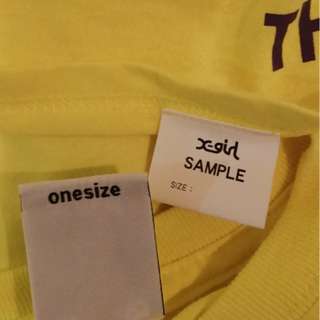 TH
X-girl
SAMPLE
SIZE :
onesize